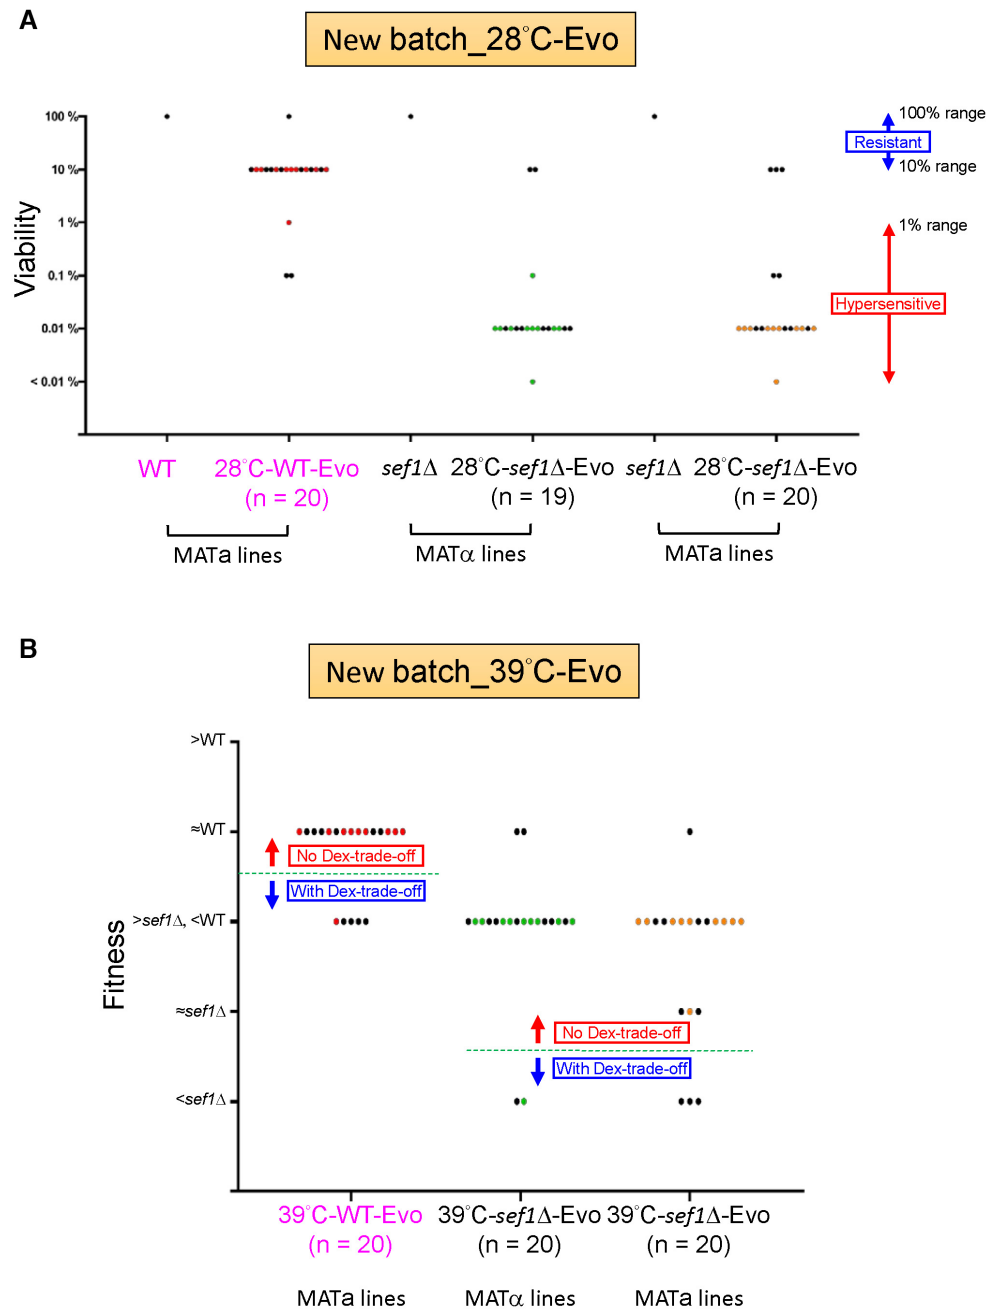 A
New batch_28°C-Evo
100 %
10 %
1 %
0.1 %
0.01 %
< 0.01 %
Viability
100% range
Resistant
10% range
1% range
Hypersensitive
WT
28°C-WT-Evo
(n = 20)
sef1Δ
28°C-sef1Δ-Evo
(n = 19)
sef1Δ
28°C-sef1Δ-Evo
(n = 20)
MATa lines
MATα lines
MATa lines
B
New batch_39°C-Evo
>WT
≈WT
>sef1Δ, <WT
≈sef1Δ
<sef1Δ
Fitness
No Dex-trade-off
With Dex-trade-off
No Dex-trade-off
With Dex-trade-off
39°C-WT-Evo
(n = 20)
39°C-sef1Δ-Evo
(n = 20)
39°C-sef1Δ-Evo
(n = 20)
MATa lines
MATα lines
MATa lines